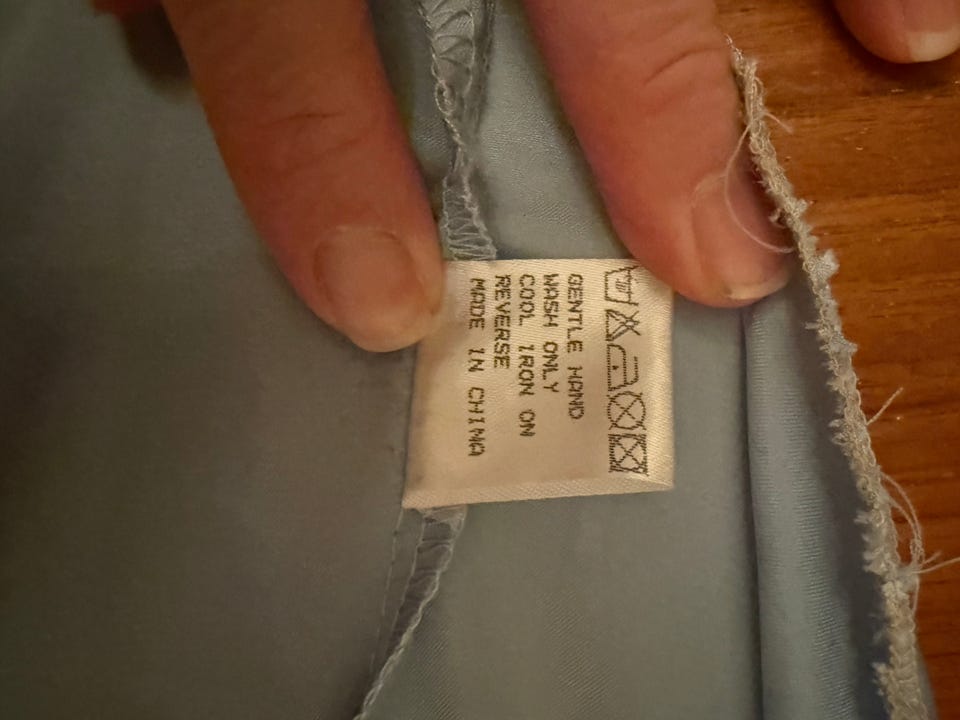 GENTLE HAND
WASH ONLY
COOL IRON ON
REVERSE
MADE IN CHINA